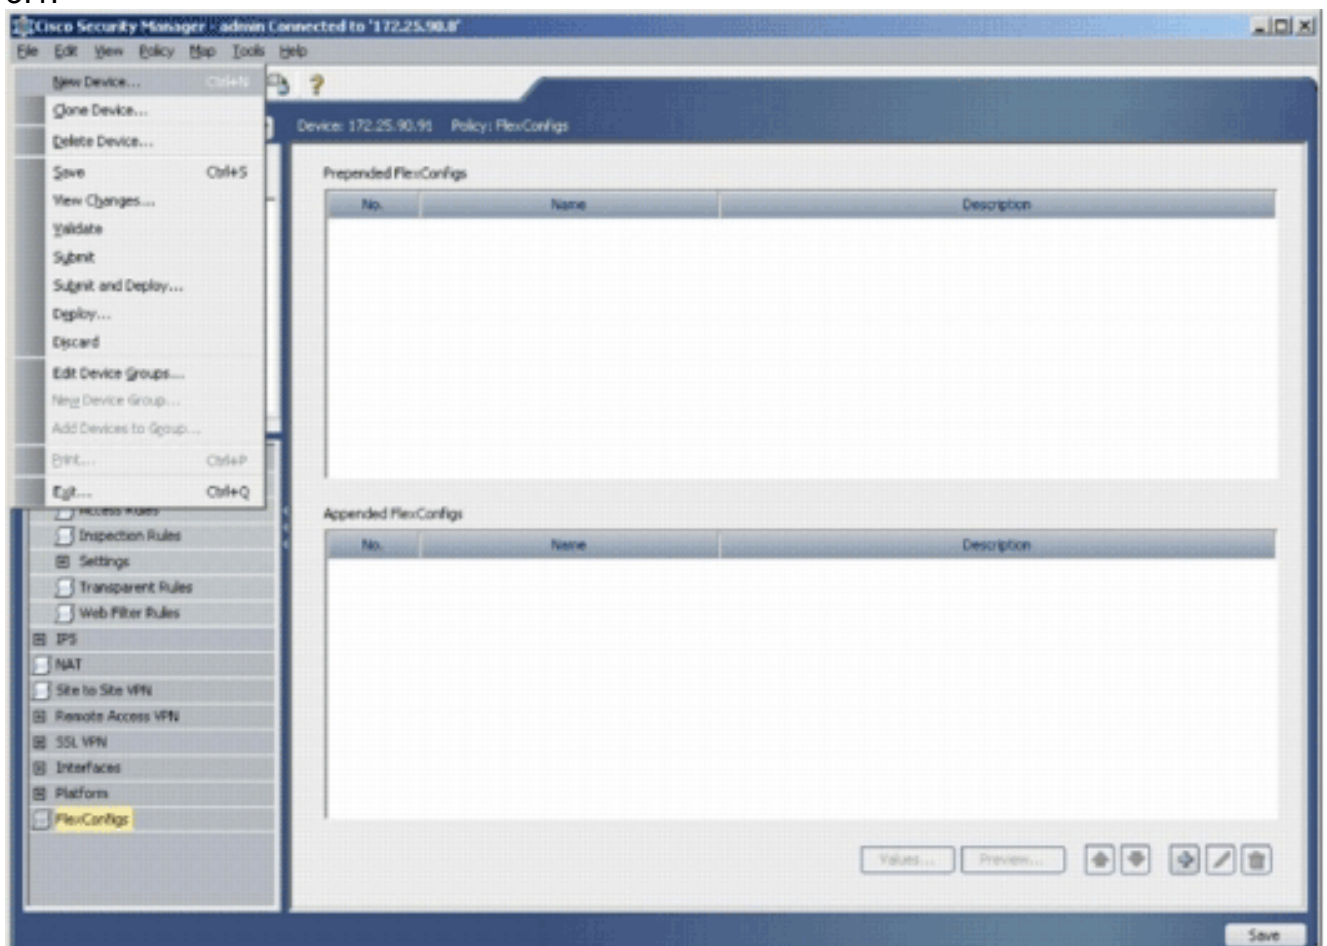 Cisco Security Manager - admin Connected to '172.25.90.8'
File Edit View Policy Map Tools Help
New Device... Ctrl+N
Clone Device...
Delete Device...
Save Ctrl+S
View Changes...
Validate
Submit
Submit and Deploy...
Deploy...
Discard
Edit Device Groups...
New Device Group...
Add Devices to Group...
Print... Ctrl+P
Exit... Ctrl+Q
Access Rules
Inspection Rules
Settings
Transparent Rules
Web Filter Rules
IPS
NAT
Site to Site VPN
Remote Access VPN
SSL VPN
Interfaces
Platform
FlexConfigs
Device: 172.25.90.91 Policy: FlexConfigs
Prepended FlexConfigs
No. Name Description
Appended FlexConfigs
No. Name Description
Values... Preview...
Save